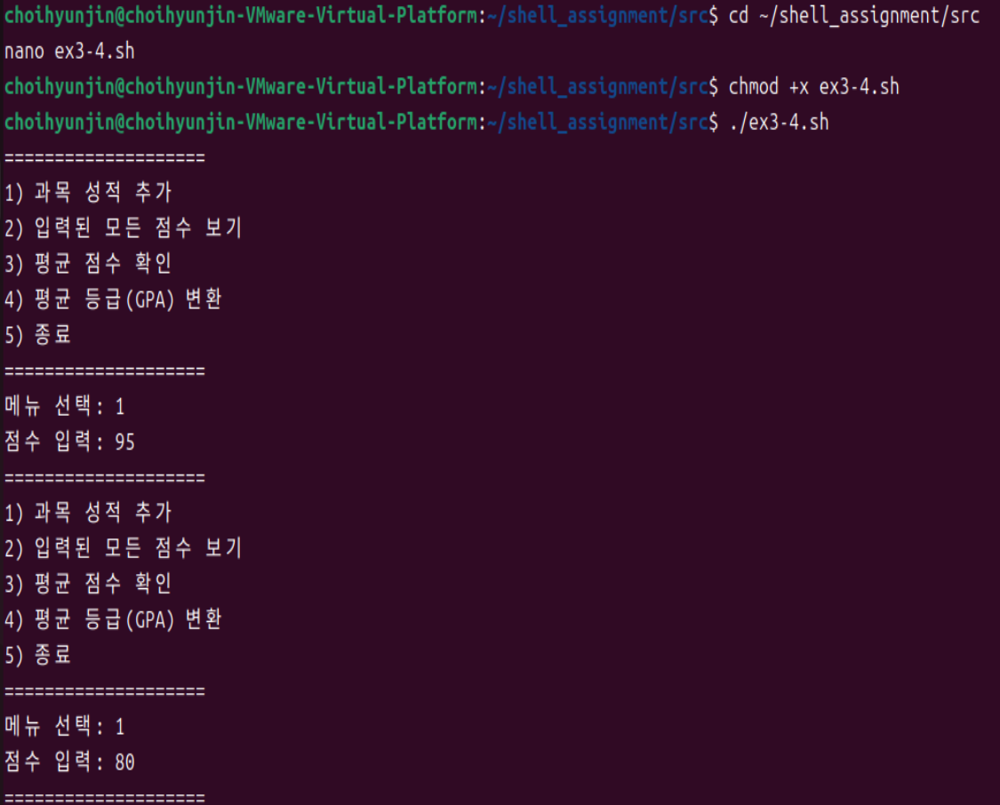 choihyunjin@choihyunjin-VMware-Virtual-Platform:~/shell_assignment/src$ cd ~/shell_assignment/src
nano ex3-4.sh
choihyunjin@choihyunjin-VMware-Virtual-Platform:~/shell_assignment/src$ chmod +x ex3-4.sh
choihyunjin@choihyunjin-VMware-Virtual-Platform:~/shell_assignment/src$ ./ex3-4.sh
====================
1) 과목 성적 추가
2) 입력된 모든 점수 보기
3) 평균 점수 확인
4) 평균 등급(GPA) 변환
5) 종료
====================
메뉴 선택: 1
점수 입력: 95
====================
1) 과목 성적 추가
2) 입력된 모든 점수 보기
3) 평균 점수 확인
4) 평균 등급(GPA) 변환
5) 종료
====================
메뉴 선택: 1
점수 입력: 80
====================